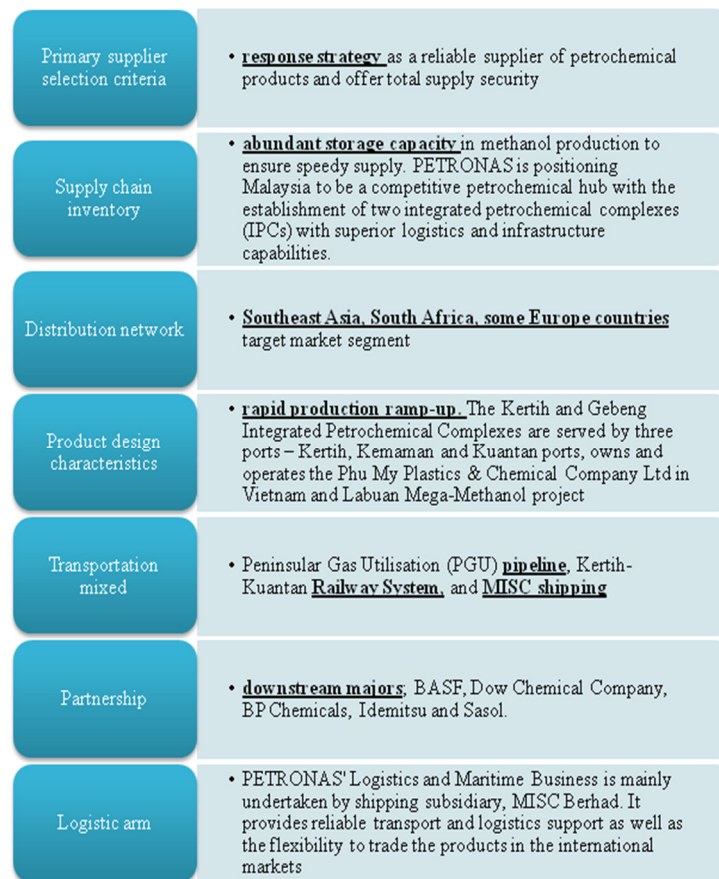 Primary supplier
selection criteria
• response strategy as a reliable supplier of petrochemical
products and offer total supply security
Supply chain
inventory
• abundant storage capacity in methanol production to
ensure speedy supply. PETRONAS is positioning
Malaysia to be a competitive petrochemical hub with the
establishment of two integrated petrochemical complexes
(IPCs) with superior logistics and infrastructure
capabilities.
Distribution network
• Southeast Asia, South Africa, some Europe countries
target market segment
Product design
characteristics
• rapid production ramp-up. The Kertih and Gebeng
Integrated Petrochemical Complexes are served by three
ports – Kertih, Kemaman and Kuantan ports, owns and
operates the Phu My Plastics & Chemical Company Ltd in
Vietnam and Labuan Mega-Methanol project
Transportation
mixed
• Peninsular Gas Utilisation (PGU) pipeline, Kertih-
Kuantan Railway System, and MISC shipping
Partnership
• downstream majors; BASF, Dow Chemical Company,
BP Chemicals, Idemitsu and Sasol.
Logistic arm
• PETRONAS' Logistics and Maritime Business is mainly
undertaken by shipping subsidiary, MISC Berhad. It
provides reliable transport and logistics support as well as
the flexibility to trade the products in the international
markets